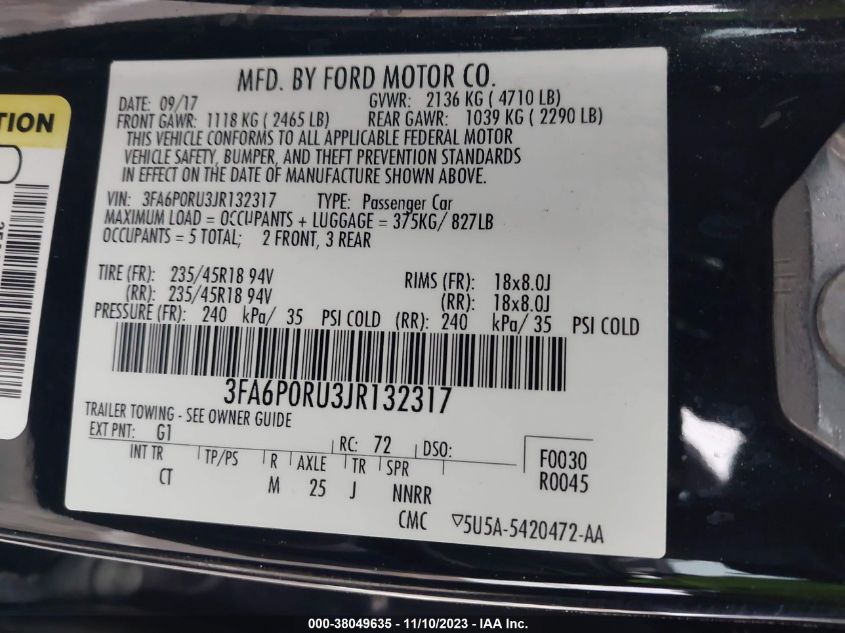 MFD. BY FORD MOTOR CO.
DATE: 09/17 GVWR: 2136 KG ( 4710 LB)
FRONT GAWR: 1118 KG ( 2465 LB) REAR GAWR: 1039 KG ( 2290 LB)
THIS VEHICLE CONFORMS TO ALL APPLICABLE FEDERAL MOTOR
VEHICLE SAFETY, BUMPER, AND THEFT PREVENTION STANDARDS
IN EFFECT ON THE DATE OF MANUFACTURE SHOWN ABOVE.
VIN: 3FA6P0RU3JR132317 TYPE: Passenger Car
MAXIMUM LOAD = OCCUPANTS + LUGGAGE = 375KG/ 827LB
OCCUPANTS = 5 TOTAL; 2 FRONT, 3 REAR
TIRE (FR): 235/45R18 94V RIMS (FR): 18x8.0J
(RR): 235/45R18 94V (RR): 18x8.0J
PRESSURE (FR): 240 kPa/ 35 PSI COLD (RR): 240 kPa/ 35 PSI COLD
3FA6P0RU3JR132317
TRAILER TOWING - SEE OWNER GUIDE
EXT PNT: G1 RC: 72 DSO: F0030
INT TR TP/PS R AXLE TR SPR R0045
CT M 25 J NNRR
CMC ▽5U5A-5420472-AA
000-38049635 - 11/10/2023 - IAA Inc.